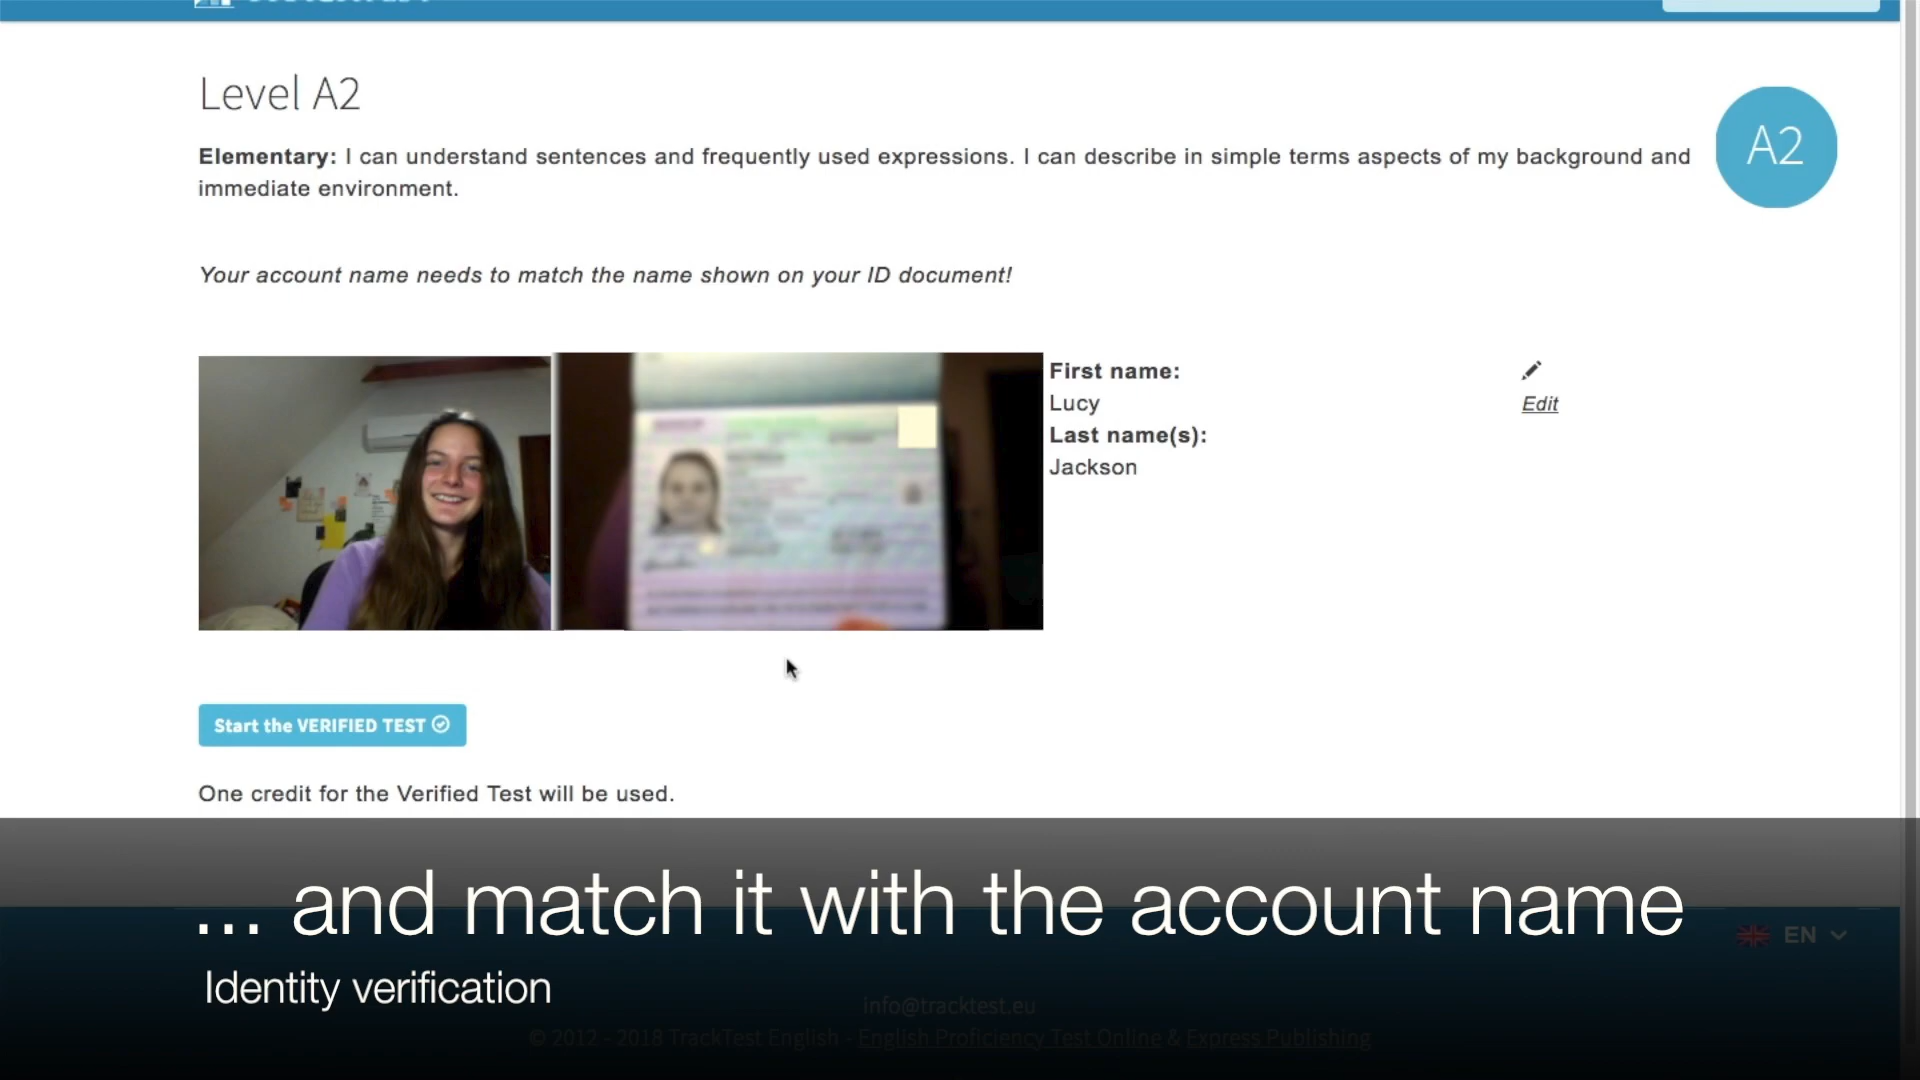 Level A2
A2
Elementary: I can understand sentences and frequently used expressions. I can describe in simple terms aspects of my background and
immediate environment.
Your account name needs to match the name shown on your ID document!
First name:
Lucy
Edit
Last name(s):
Jackson
Start the VERIFIED TEST
One credit for the Verified Test will be used.
... and match it with the account name
EN
Identity verification
info@tracktest.eu
© 2012 - 2018 TrackTest English - English Proficiency Test Online & Express Publishing